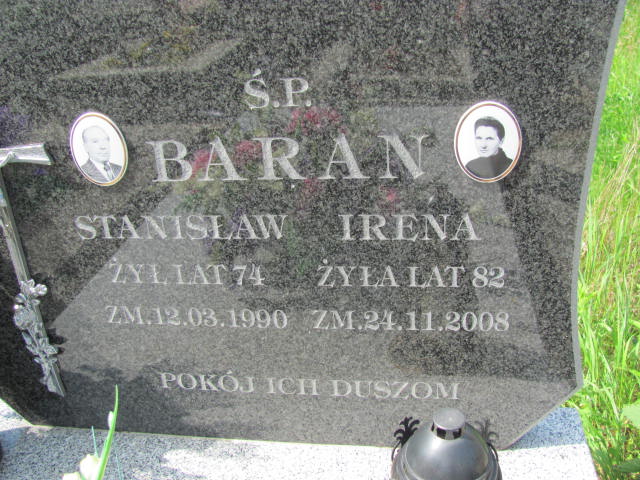 Ś.P.
BARAN
STANISŁAW IRENA
ŻYŁ LAT 74 ŻYŁA LAT 82
ZM.12.03.1990 ZM.24.11.2008
POKÓJ ICH DUSZOM